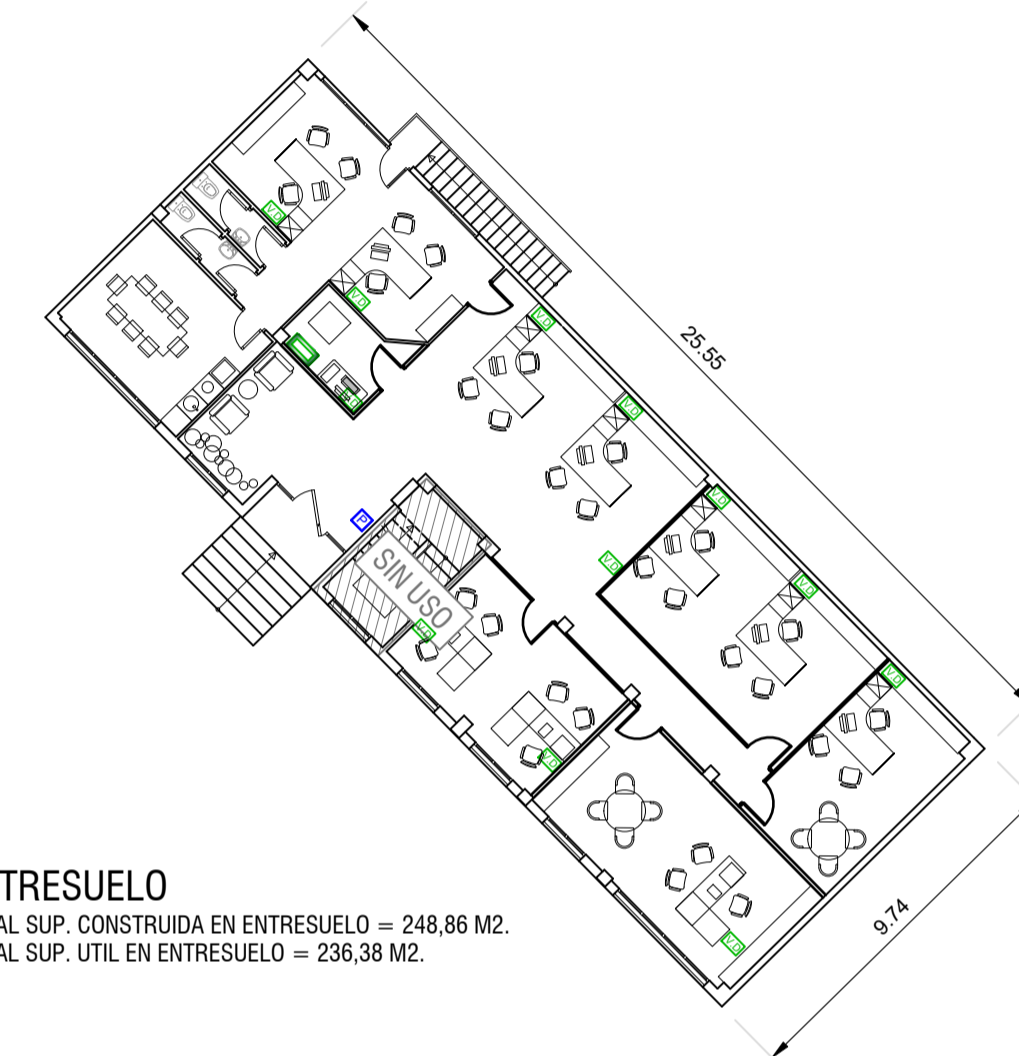 V.D
V.D
V.D
25.55
V.D
V.D
V.D
P
SIN USO
V.D
V.D
V.D
V.D
V.D
TRESUELO
AL SUP. CONSTRUIDA EN ENTRESUELO = 248,86 M2.
AL SUP. UTIL EN ENTRESUELO = 236,38 M2.
9.74
V.D